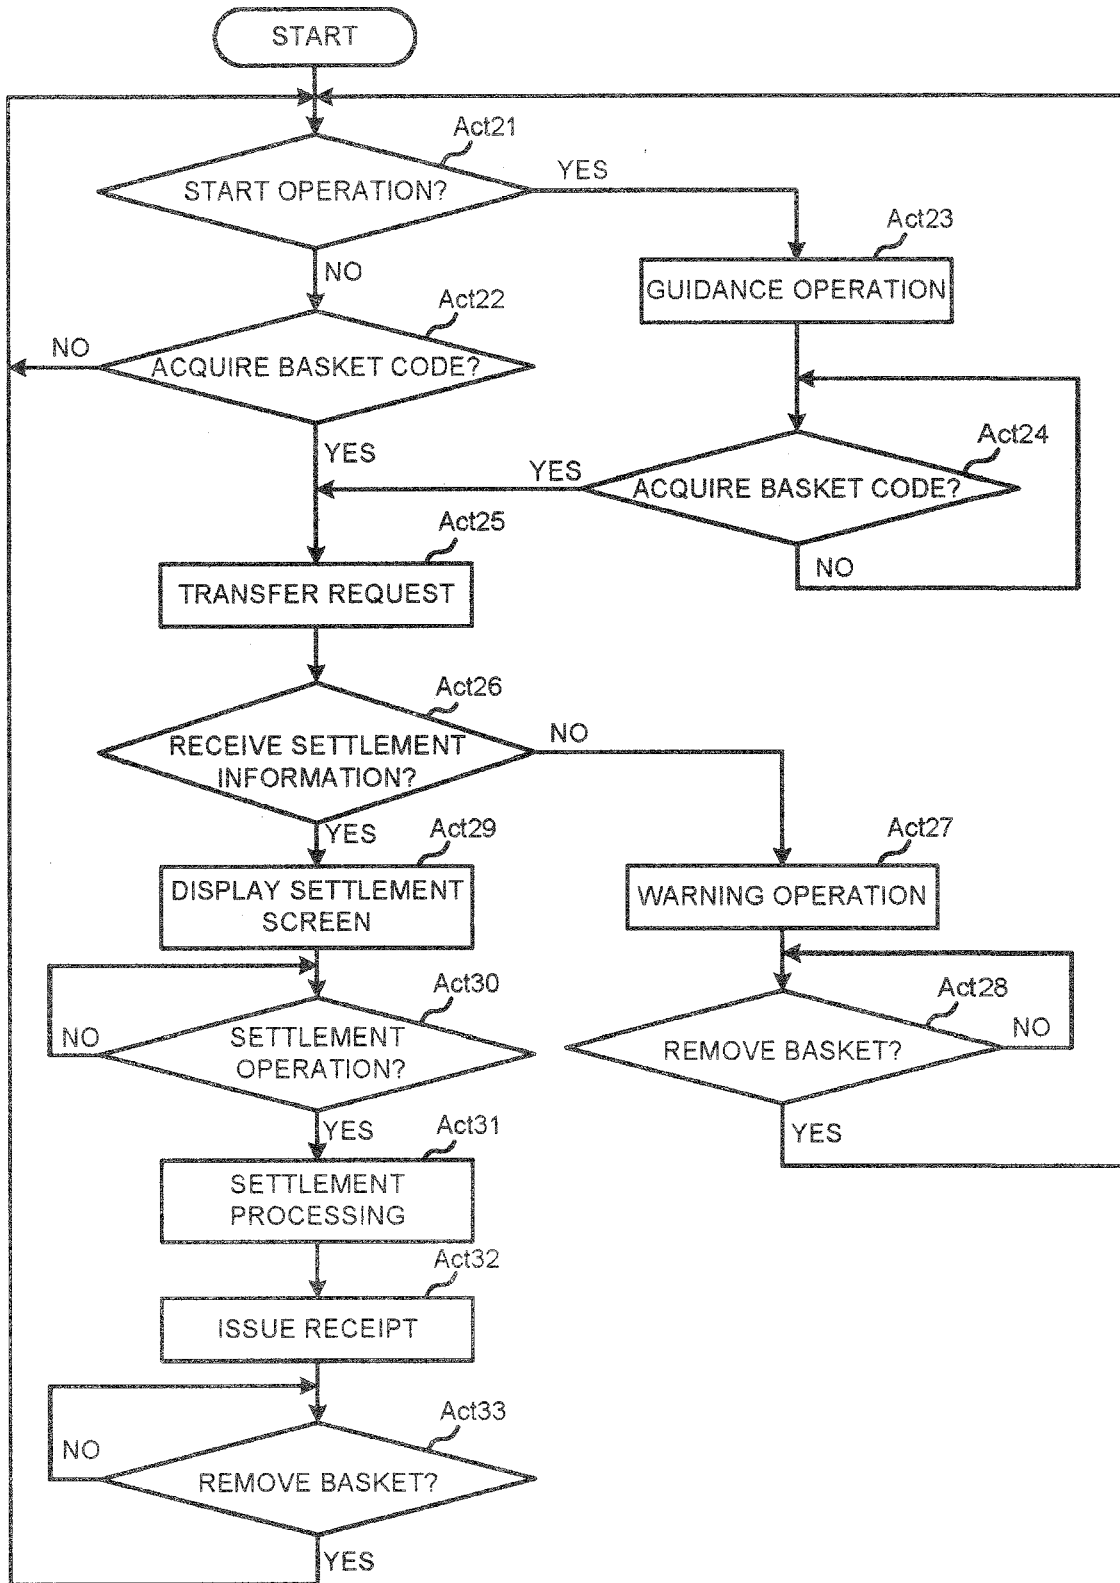 START
Act21
START OPERATION?
YES
NO
Act23
GUIDANCE OPERATION
Act22
ACQUIRE BASKET CODE?
NO
YES
Act24
ACQUIRE BASKET CODE?
YES
NO
Act25
TRANSFER REQUEST
Act26
RECEIVE SETTLEMENT
INFORMATION?
NO
YES
Act29
DISPLAY SETTLEMENT
SCREEN
Act27
WARNING OPERATION
Act30
SETTLEMENT
OPERATION?
NO
YES
Act28
REMOVE BASKET?
NO
YES
Act31
SETTLEMENT
PROCESSING
Act32
ISSUE RECEIPT
Act33
REMOVE BASKET?
NO
YES